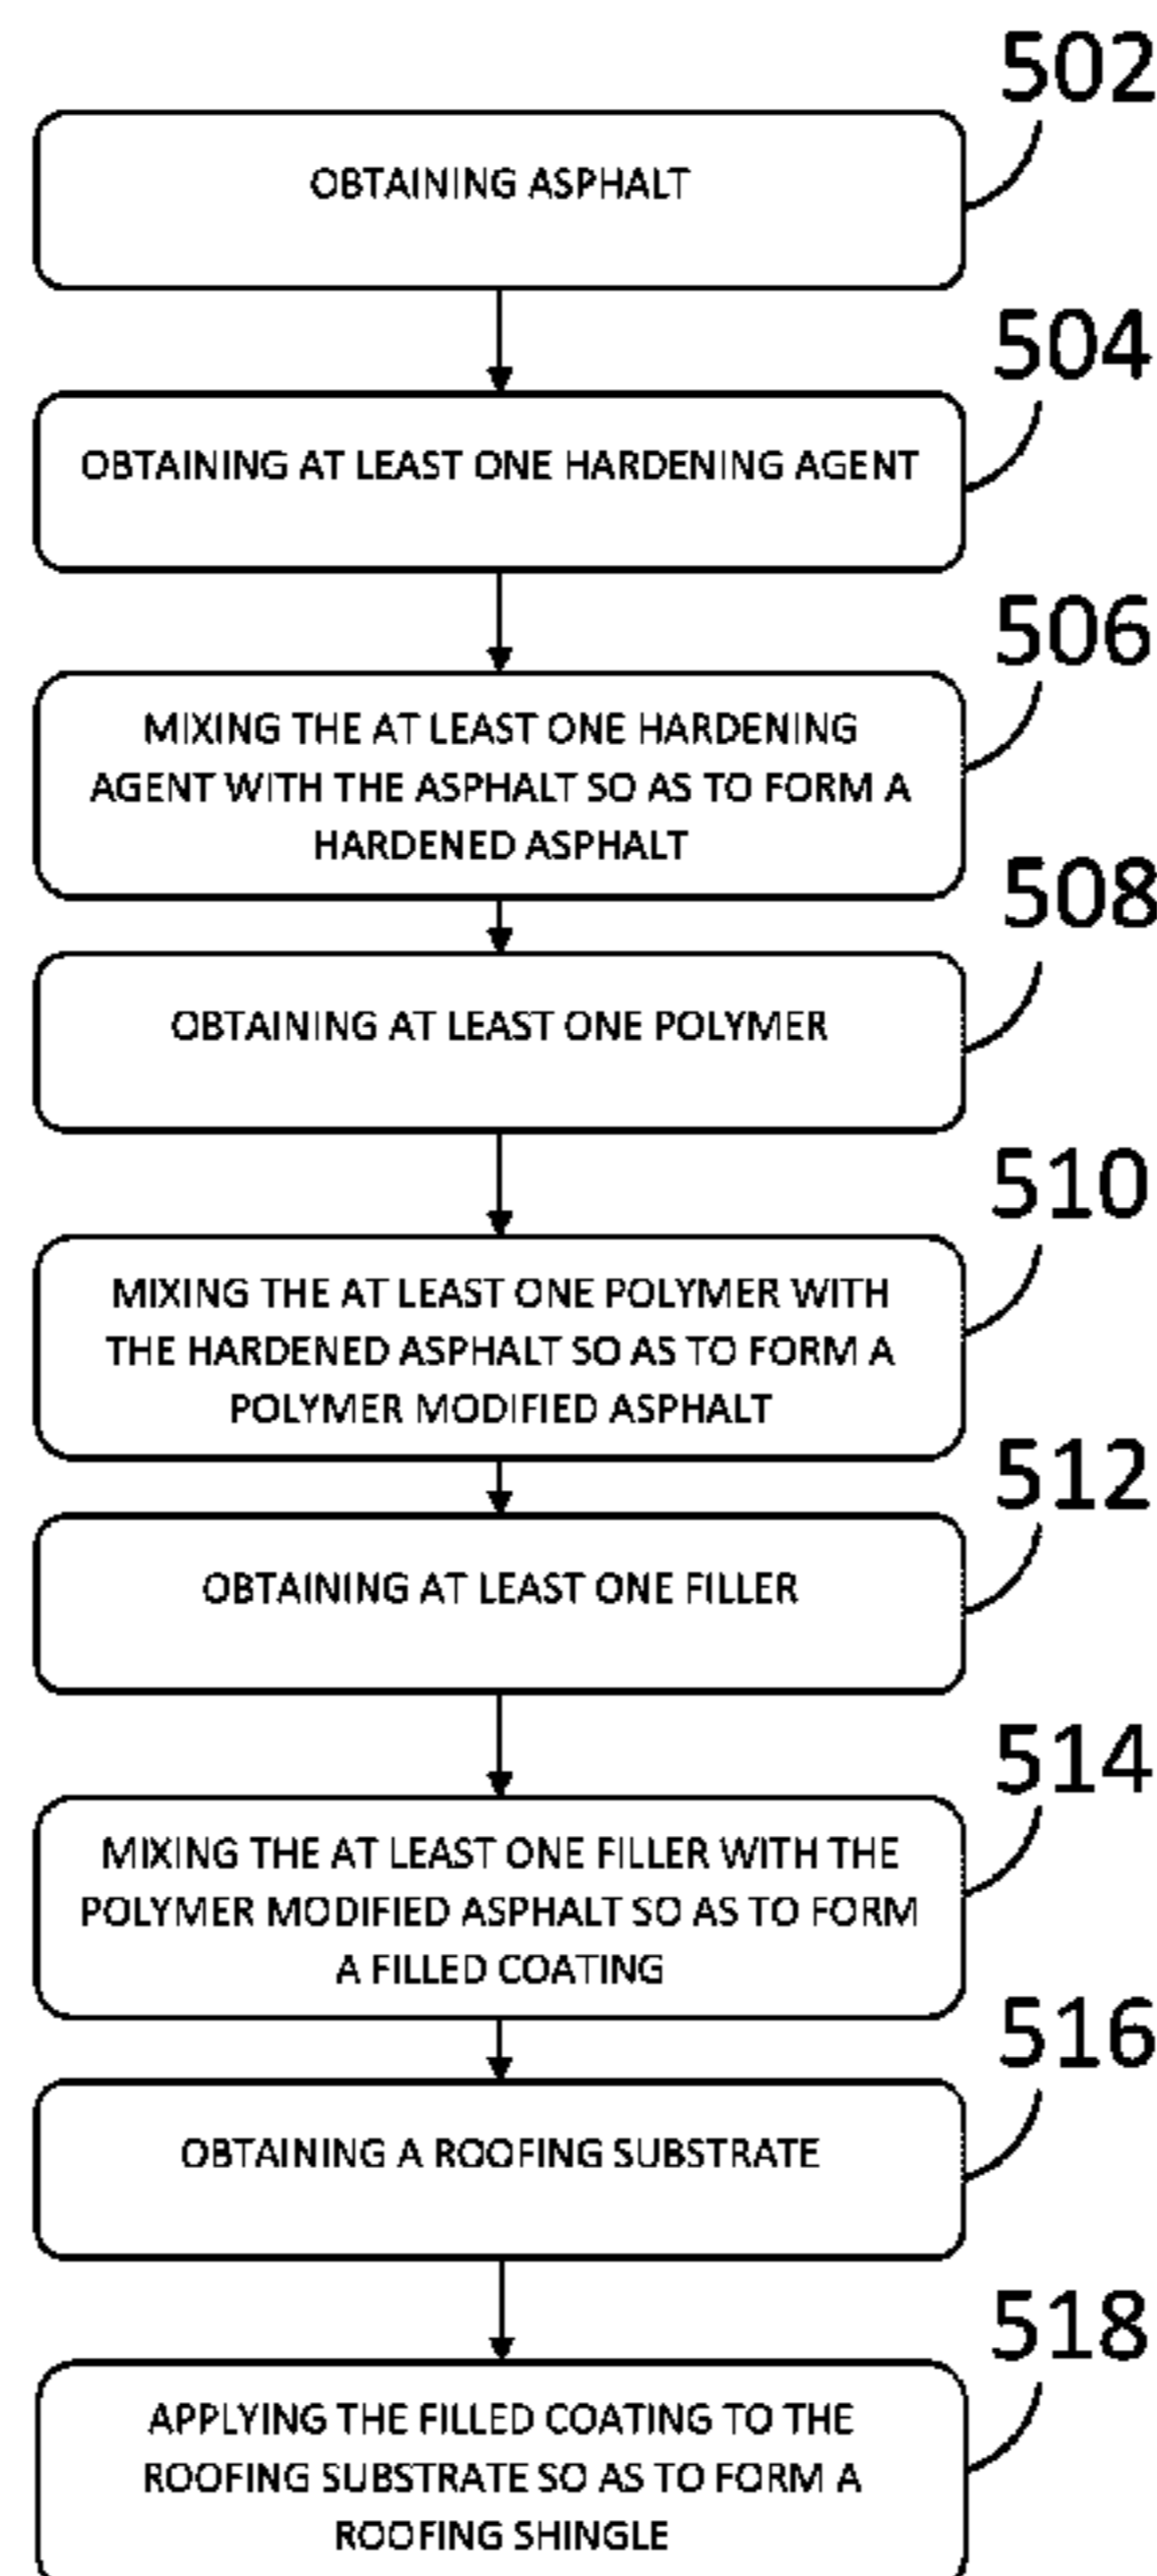 502
OBTAINING ASPHALT
504
OBTAINING AT LEAST ONE HARDENING AGENT
506
MIXING THE AT LEAST ONE HARDENING
AGENT WITH THE ASPHALT SO AS TO FORM A
HARDENED ASPHALT
508
OBTAINING AT LEAST ONE POLYMER
510
MIXING THE AT LEAST ONE POLYMER WITH
THE HARDENED ASPHALT SO AS TO FORM A
POLYMER MODIFIED ASPHALT
512
OBTAINING AT LEAST ONE FILLER
514
MIXING THE AT LEAST ONE FILLER WITH THE
POLYMER MODIFIED ASPHALT SO AS TO FORM
A FILLED COATING
516
OBTAINING A ROOFING SUBSTRATE
518
APPLYING THE FILLED COATING TO THE
ROOFING SUBSTRATE SO AS TO FORM A
ROOFING SHINGLE